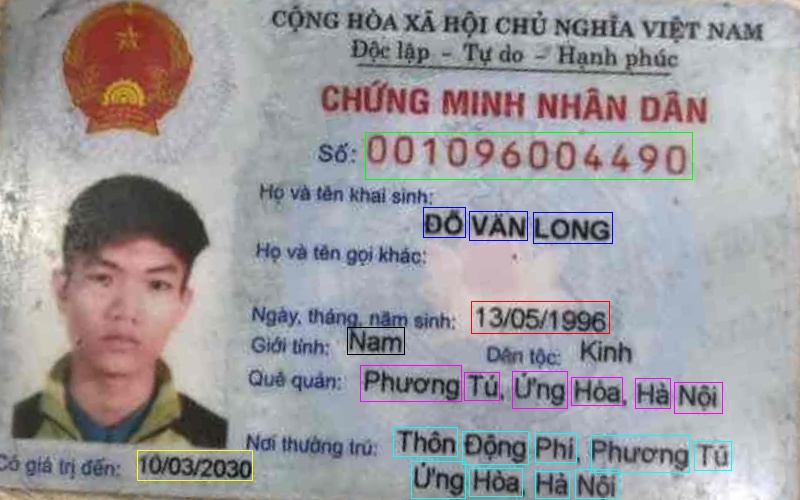 CỘNG HÒA XÃ HỘI CHỦ NGHĨA VIỆT NAM
Độc lập - Tự do - Hạnh phúc
CHỨNG MINH NHÂN DÂN
Số: 001096004490
Họ và tên khai sinh:
ĐỖ VĂN LONG
Họ và tên gọi khác:
Ngày, tháng, năm sinh: 13/05/1996
Giới tính: Nam Dân tộc: Kinh
Quê quán: Phương Tú, Ứng Hòa, Hà Nội
Nơi thường trú: Thôn Động Phí, Phương Tú
Ứng Hòa, Hà Nội
Có giá trị đến: 10/03/2030